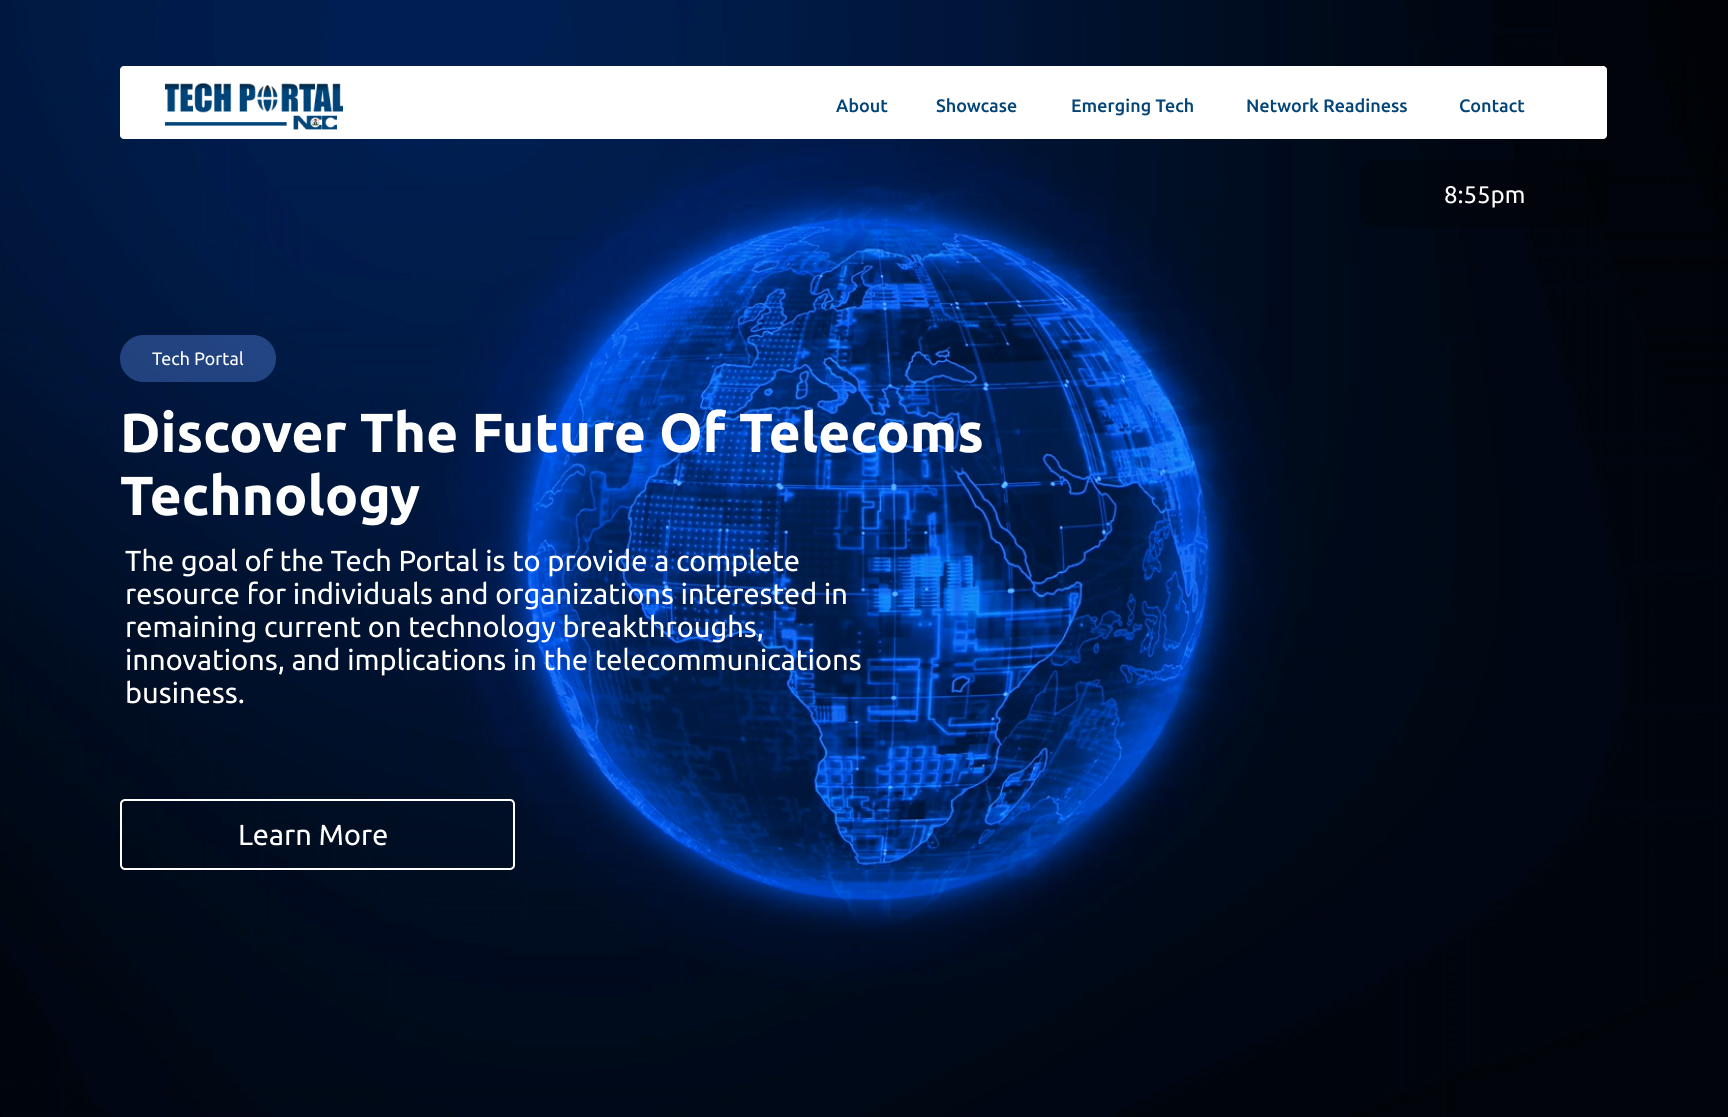 TECH PORTAL
NCC
About Showcase Emerging Tech Network Readiness Contact
8:55pm
Tech Portal
Discover The Future Of Telecoms
Technology
The goal of the Tech Portal is to provide a complete
resource for individuals and organizations interested in
remaining current on technology breakthroughs,
innovations, and implications in the telecommunications
business.
Learn More